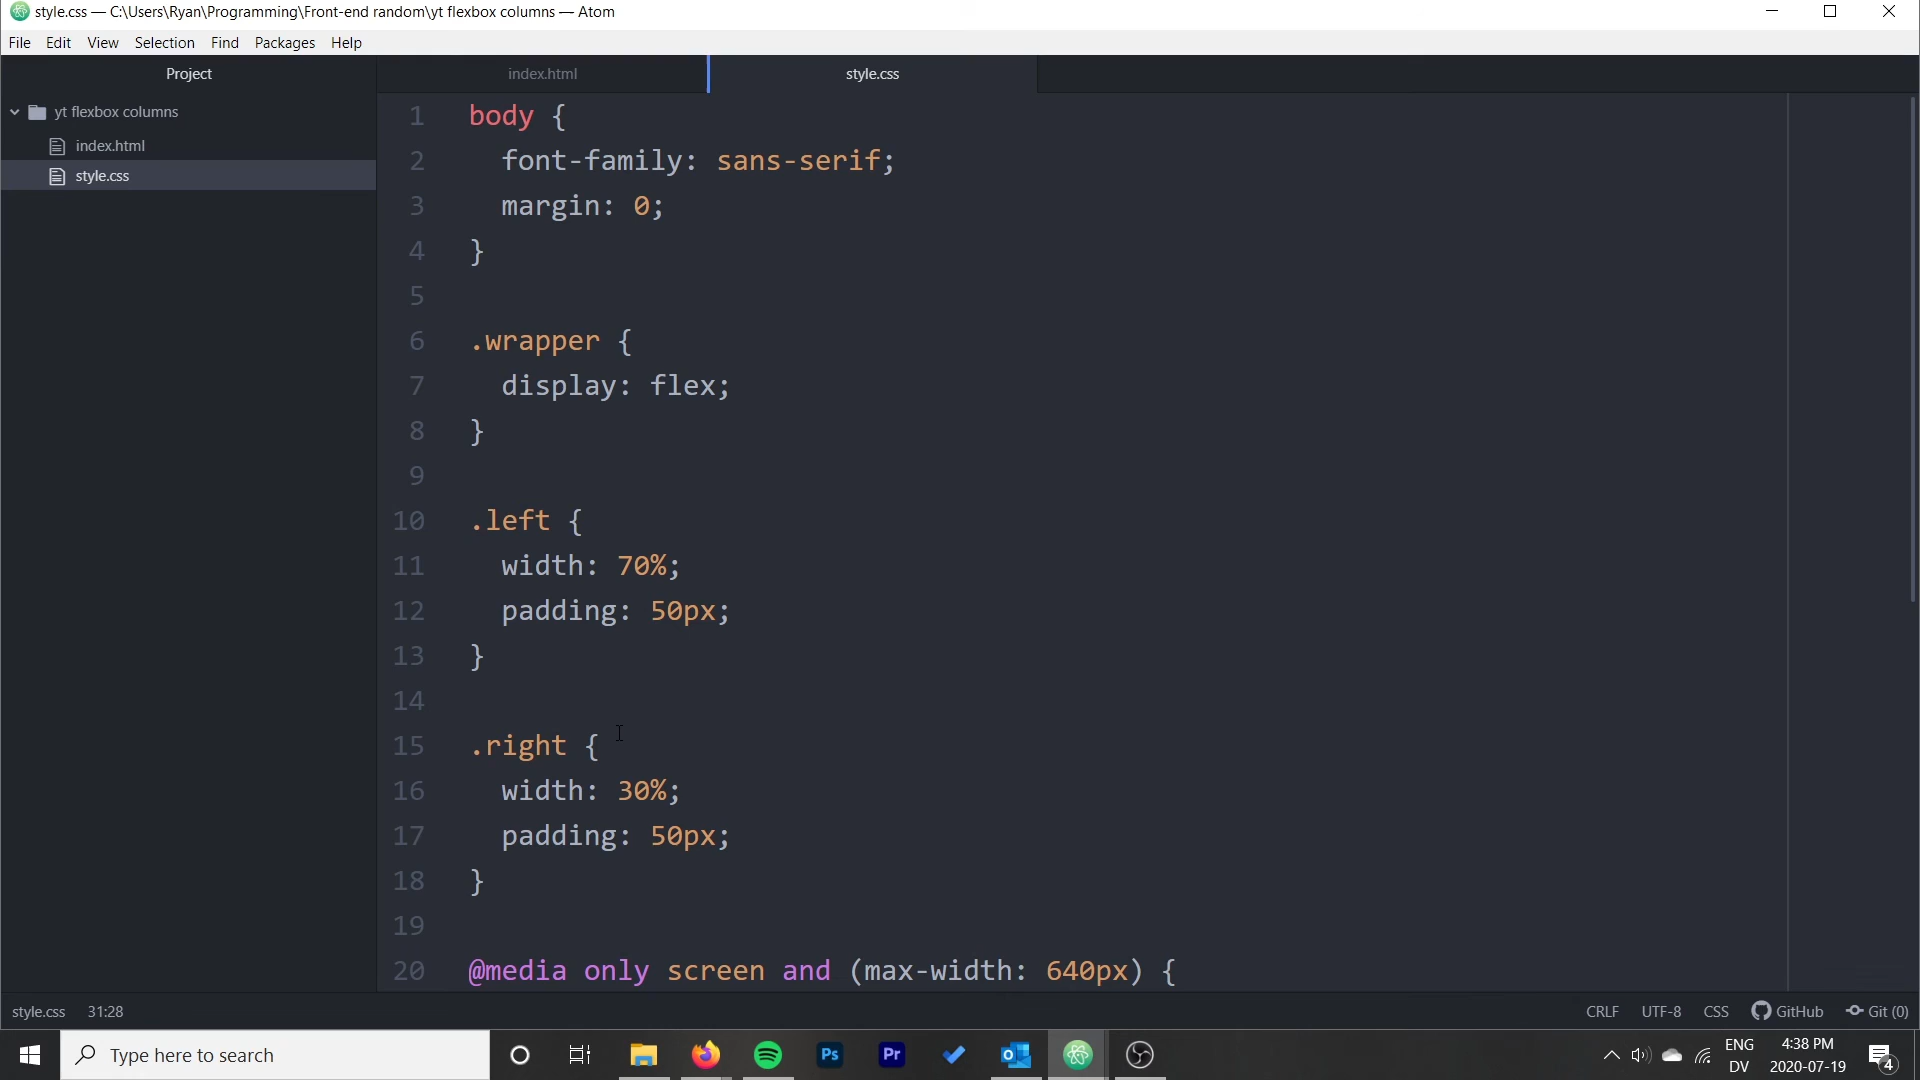 style.css — C:\Users\Ryan\Programming\Front-end random\yt flexbox columns — Atom
File Edit View Selection Find Packages Help
Project
index.html
style.css
yt flexbox columns
index.html
style.css
1 body {
2 font-family: sans-serif;
3 margin: 0;
4 }
5
6 .wrapper {
7 display: flex;
8 }
9
10 .left {
11 width: 70%;
12 padding: 50px;
13 }
14
15 .right {
16 width: 30%;
17 padding: 50px;
18 }
19
20 @media only screen and (max-width: 640px) {
style.css 31:28
CRLF UTF-8 CSS GitHub Git (0)
Type here to search
Ps
Pr
ENG
DV
4:38 PM
2020-07-19
4